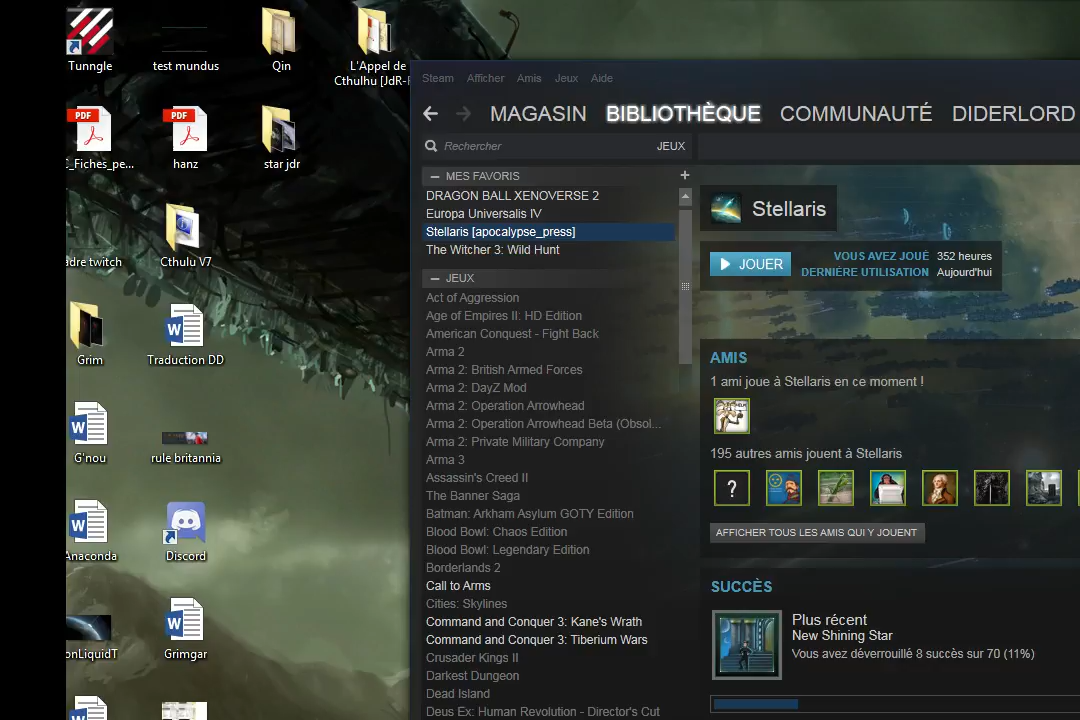 Tunngle
test mundus
Qin
L'Appel de
Cthulhu [JdR-
PDF
C_Fiches_pe...
PDF
hanz
star jdr
adre twitch
Cthulu V7
Grim
Traduction DD
G'nou
rule britannia
Anaconda
Discord
onLiquidT
Grimgar
Steam Afficher Amis Jeux Aide
MAGASIN BIBLIOTHÈQUE COMMUNAUTÉ DIDERLORD
Rechercher JEUX
— MES FAVORIS +
DRAGON BALL XENOVERSE 2
Europa Universalis IV
Stellaris [apocalypse_press]
The Witcher 3: Wild Hunt
— JEUX
Act of Aggression
Age of Empires II: HD Edition
American Conquest - Fight Back
Arma 2
Arma 2: British Armed Forces
Arma 2: DayZ Mod
Arma 2: Operation Arrowhead
Arma 2: Operation Arrowhead Beta (Obsol...
Arma 2: Private Military Company
Arma 3
Assassin's Creed II
The Banner Saga
Batman: Arkham Asylum GOTY Edition
Blood Bowl: Chaos Edition
Blood Bowl: Legendary Edition
Borderlands 2
Call to Arms
Cities: Skylines
Command and Conquer 3: Kane's Wrath
Command and Conquer 3: Tiberium Wars
Crusader Kings II
Darkest Dungeon
Dead Island
Deus Ex: Human Revolution - Director's Cut
Stellaris
JOUER
VOUS AVEZ JOUÉ 352 heures
DERNIÈRE UTILISATION Aujourd'hui
AMIS
1 ami joue à Stellaris en ce moment !
195 autres amis jouent à Stellaris
?
AFFICHER TOUS LES AMIS QUI Y JOUENT
SUCCÈS
Plus récent
New Shining Star
Vous avez déverrouillé 8 succès sur 70 (11%)